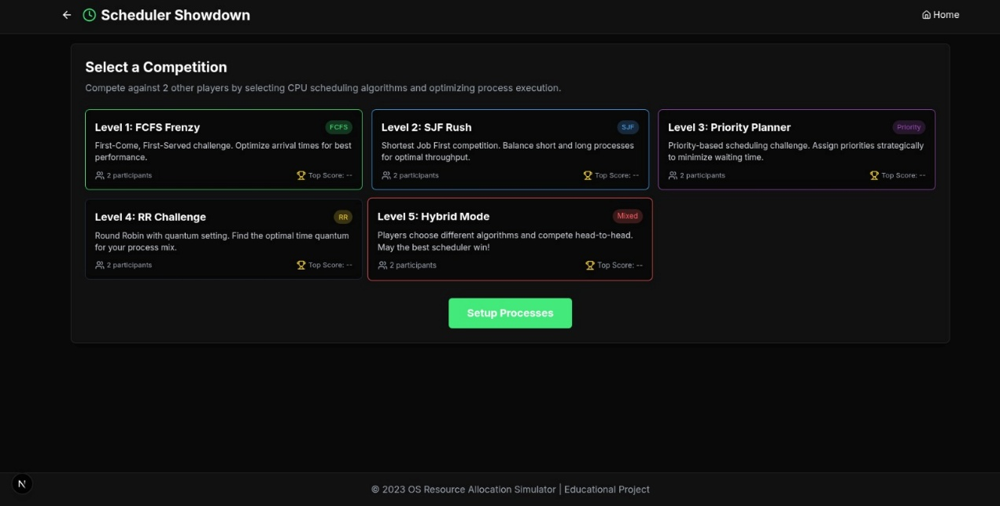 Scheduler Showdown
Home
Select a Competition
Compete against 2 other players by selecting CPU scheduling algorithms and optimizing process execution.
Level 1: FCFS Frenzy
FCFS
First-Come, First-Served challenge. Optimize arrival times for best
performance.
2 participants
Top Score: --
Level 2: SJF Rush
SJF
Shortest Job First competition. Balance short and long processes
for optimal throughput.
2 participants
Top Score: --
Level 3: Priority Planner
Priority
Priority-based scheduling challenge. Assign priorities strategically
to minimize waiting time.
2 participants
Top Score: --
Level 4: RR Challenge
RR
Round Robin with quantum setting. Find the optimal time quantum
for your process mix.
2 participants
Top Score: --
Level 5: Hybrid Mode
Mixed
Players choose different algorithms and compete head-to-head.
May the best scheduler win!
2 participants
Top Score: --
Setup Processes
N
© 2023 OS Resource Allocation Simulator | Educational Project